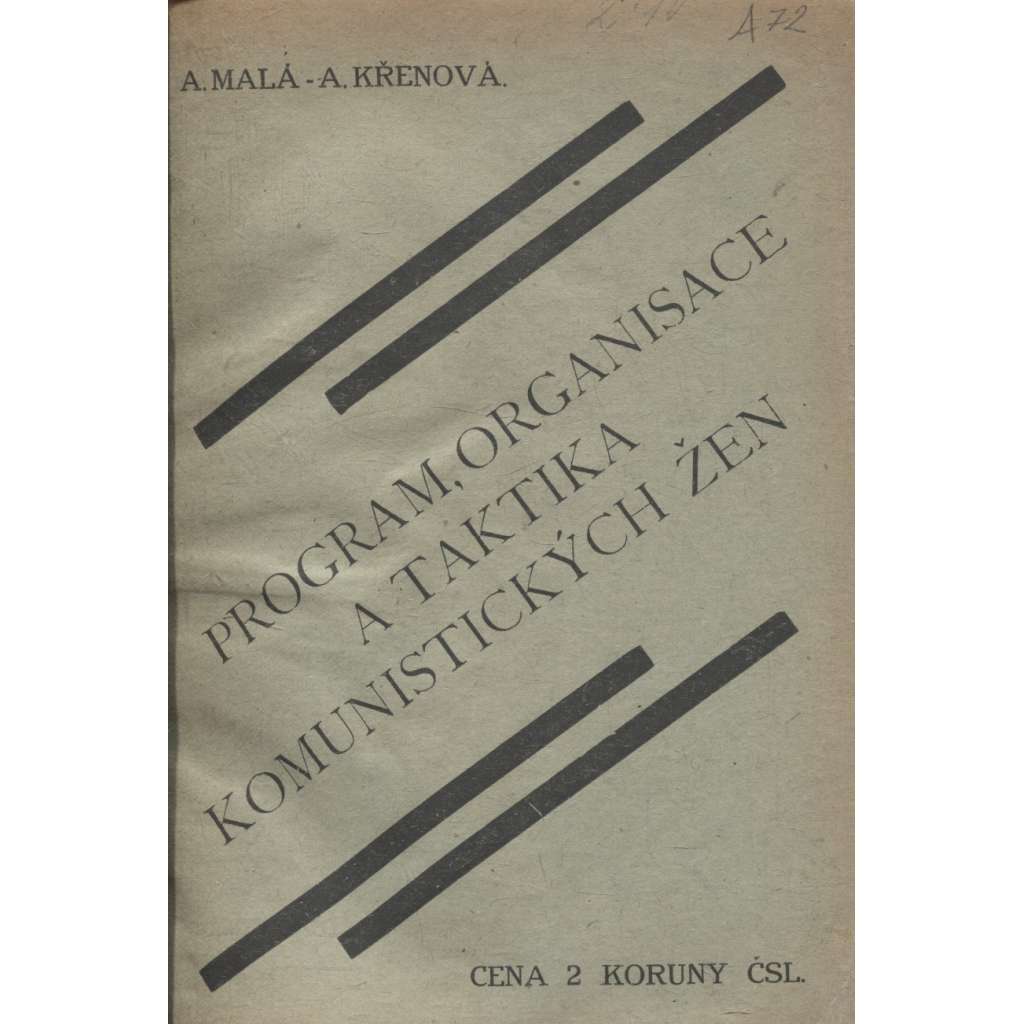 A 72
A. MALÁ - A. KŘENOVÁ.
PROGRAM, ORGANISACE
A TAKTIKA
KOMUNISTICKÝCH ŽEN
CENA 2 KORUNY ČSL.